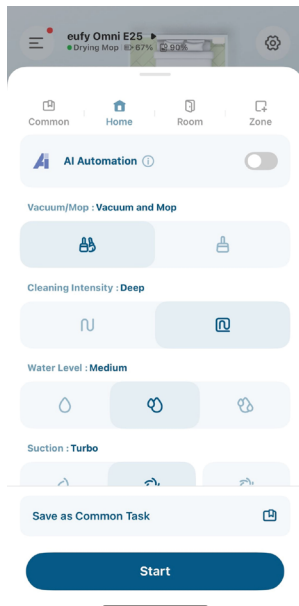 eufy Omni E25
Drying Mop 67% 90%
Common Home Room Zone
AI Automation
Vacuum/Mop : Vacuum and Mop
Cleaning Intensity : Deep
Water Level : Medium
Suction : Turbo
Save as Common Task
Start